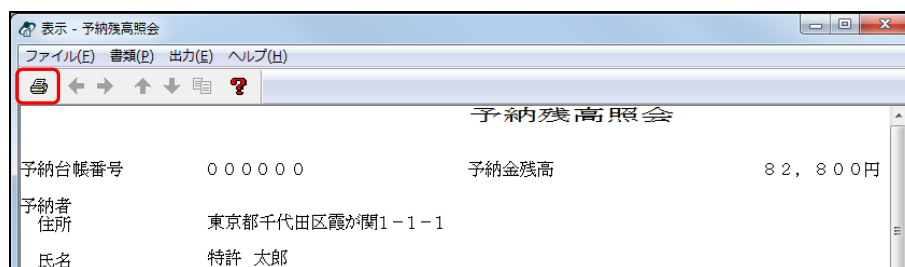 表示 - 予納残高照会
ファイル(F) 書類(P) 出力(E) ヘルプ(H)
予納残高照会
予納台帳番号 ００００００ 予納金残高 ８２，８００円
予納者
住所 東京都千代田区霞が関１－１－１
氏名 特許 太郎